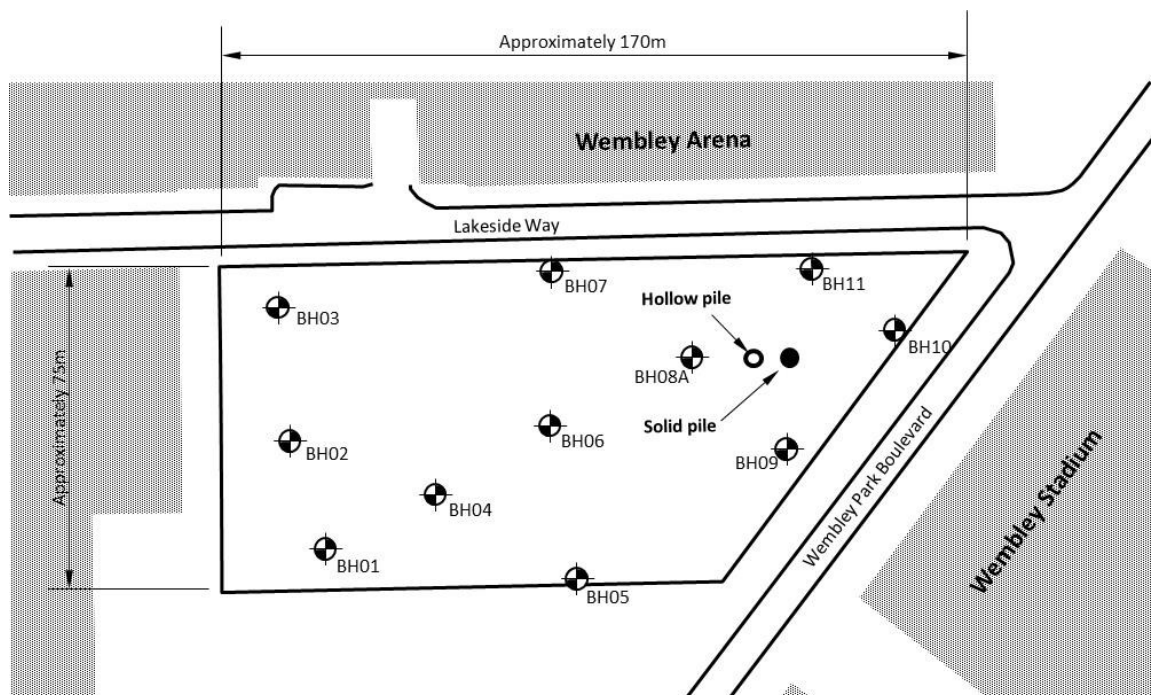 Approximately 170m
Wembley Arena
Lakeside Way
BH07
BH11
Hollow pile
BH03
BH10
BH08A
Solid pile
Approximately 75m
BH06
BH02
BH09
Wembley Park Boulevard
Wembley Stadium
BH04
BH01
BH05